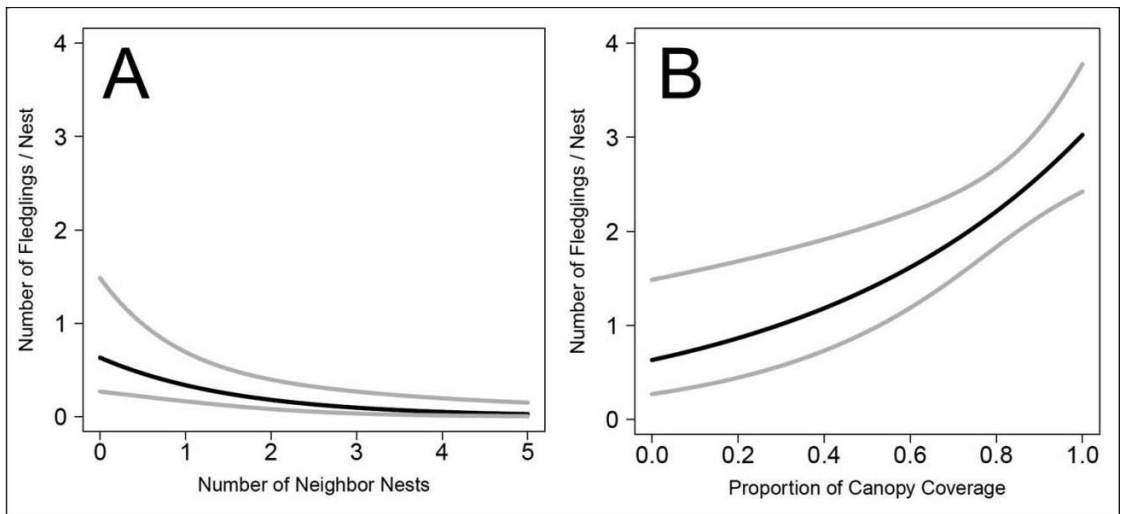 A
Number of Fledglings / Nest
4
3
2
1
0
0 1 2 3 4 5
Number of Neighbor Nests
B
Number of Fledglings / Nest
4
3
2
1
0
0.0 0.2 0.4 0.6 0.8 1.0
Proportion of Canopy Coverage